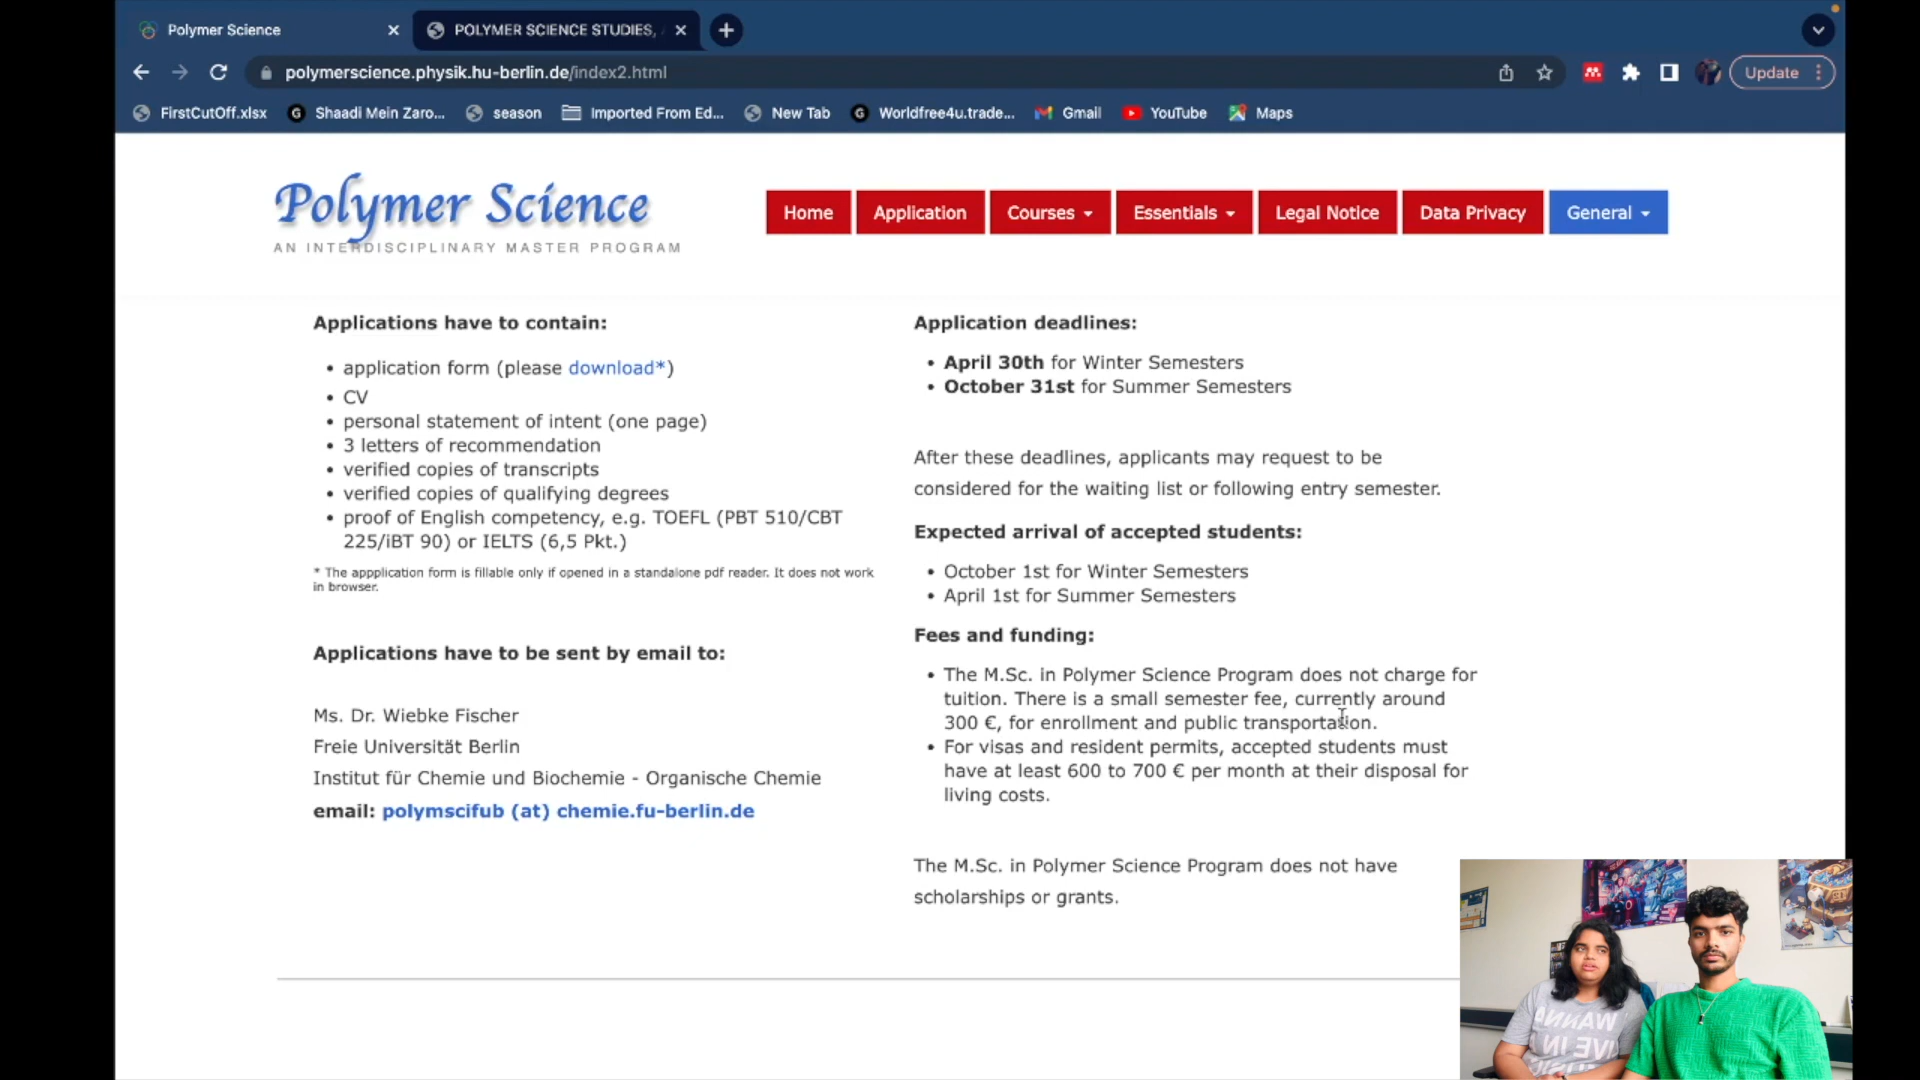 Polymer Science
POLYMER SCIENCE STUDIES,
polymerscience.physik.hu-berlin.de/index2.html
Update
FirstCutOff.xlsx
Shaadi Mein Zaro...
season
Imported From Ed...
New Tab
Worldfree4u.trade...
Gmail
YouTube
Maps
Polymer Science
AN INTERDISCIPLINARY MASTER PROGRAM
Home
Application
Courses
Essentials
Legal Notice
Data Privacy
General
Applications have to contain:
• application form (please download*)
• CV
• personal statement of intent (one page)
• 3 letters of recommendation
• verified copies of transcripts
• verified copies of qualifying degrees
• proof of English competency, e.g. TOEFL (PBT 510/CBT
225/iBT 90) or IELTS (6,5 Pkt.)
* The appplication form is fillable only if opened in a standalone pdf reader. It does not work
in browser.
Applications have to be sent by email to:
Ms. Dr. Wiebke Fischer
Freie Universität Berlin
Institut für Chemie und Biochemie - Organische Chemie
email: polymscifub (at) chemie.fu-berlin.de
Application deadlines:
• April 30th for Winter Semesters
• October 31st for Summer Semesters
After these deadlines, applicants may request to be
considered for the waiting list or following entry semester.
Expected arrival of accepted students:
• October 1st for Winter Semesters
• April 1st for Summer Semesters
Fees and funding:
• The M.Sc. in Polymer Science Program does not charge for
tuition. There is a small semester fee, currently around
300 €, for enrollment and public transportation.
• For visas and resident permits, accepted students must
have at least 600 to 700 € per month at their disposal for
living costs.
The M.Sc. in Polymer Science Program does not have
scholarships or grants.